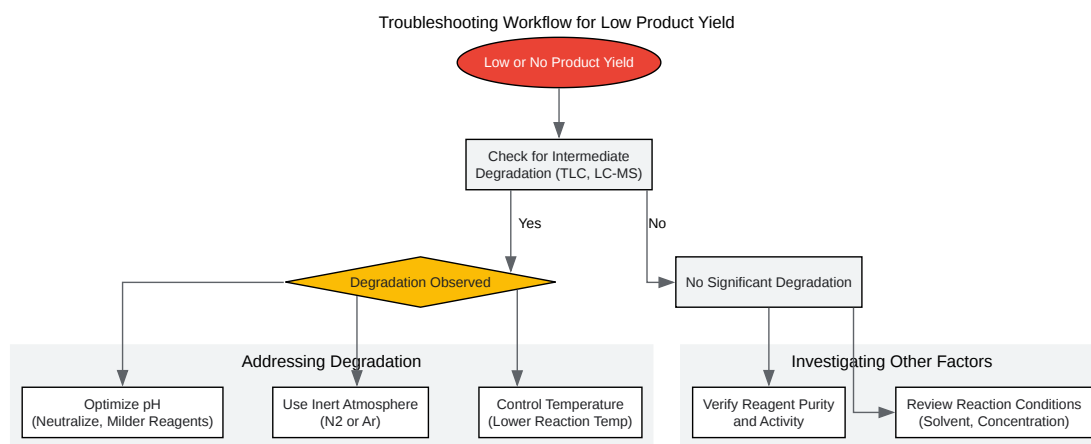 Troubleshooting Workflow for Low Product Yield
Low or No Product Yield
Check for Intermediate
Degradation (TLC, LC-MS)
Yes
No
Degradation Observed
No Significant Degradation
Addressing Degradation
Investigating Other Factors
Optimize pH
(Neutralize, Milder Reagents)
Use Inert Atmosphere
(N2 or Ar)
Control Temperature
(Lower Reaction Temp)
Verify Reagent Purity
and Activity
Review Reaction Conditions
(Solvent, Concentration)